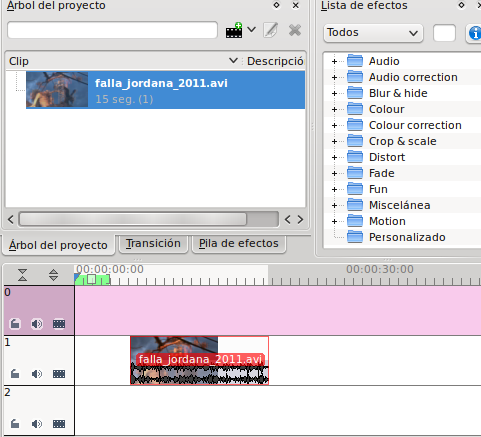 Árbol del proyecto
Lista de efectos
Todos
Clip
Descripció
falla_jordana_2011.avi
15 seg. (1)
Audio
Audio correction
Blur & hide
Colour
Colour correction
Crop & scale
Distort
Fade
Fun
Miscelánea
Motion
Personalizado
Árbol del proyecto
Transición
Pila de efectos
00:00:00:00
00:00:30:00
0
1
falla_jordana_2011.avi
2